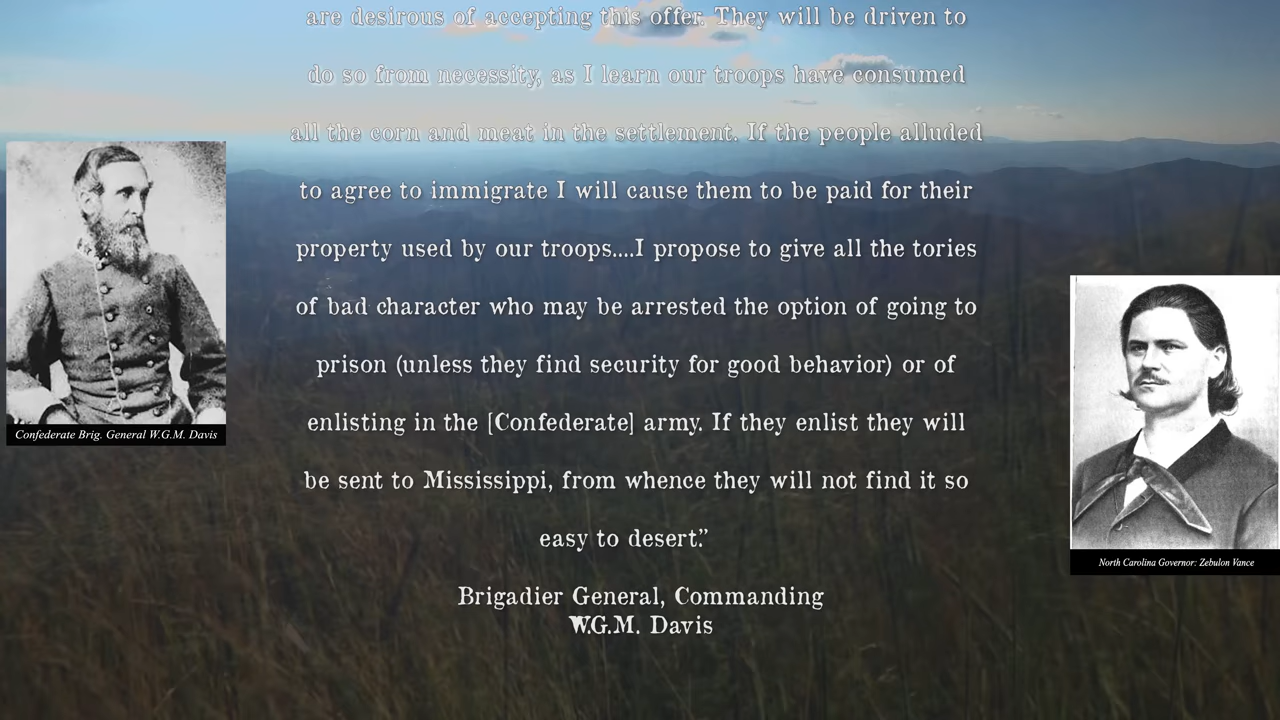 are desirous of accepting this offer. They will be driven to
do so from necessity, as I learn our troops have consumed
all the corn and meat in the settlement. If the people alluded
to agree to immigrate I will cause them to be paid for their
property used by our troops....I propose to give all the tories
of bad character who may be arrested the option of going to
prison (unless they find security for good behavior) or of
enlisting in the [Confederate] army. If they enlist they will
be sent to Mississippi, from whence they will not find it so
easy to desert.”
Brigadier General, Commanding
W.G.M. Davis
Confederate Brig. General W.G.M. Davis
North Carolina Governor: Zebulon Vance